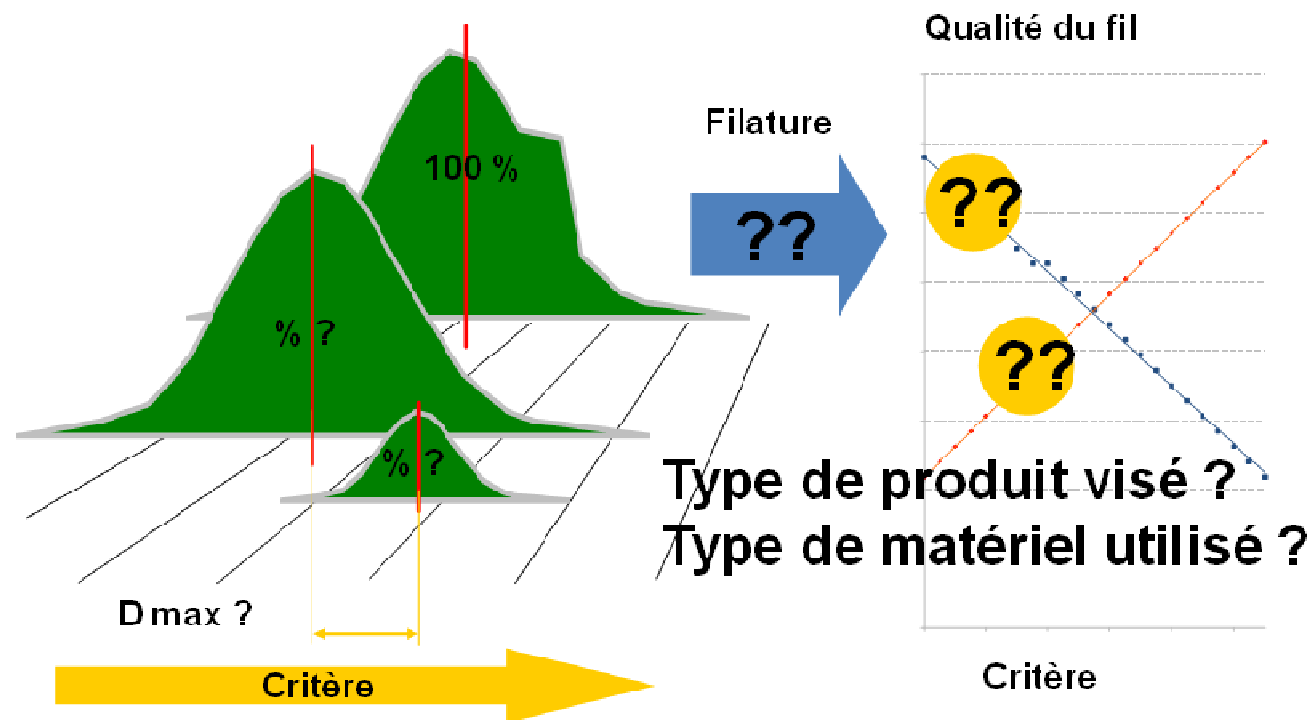 Qualité du fil
Filature
100 %
??
??
% ?
??
% ?
Type de produit visé ?
Type de matériel utilisé ?
D max ?
Critère
Critère